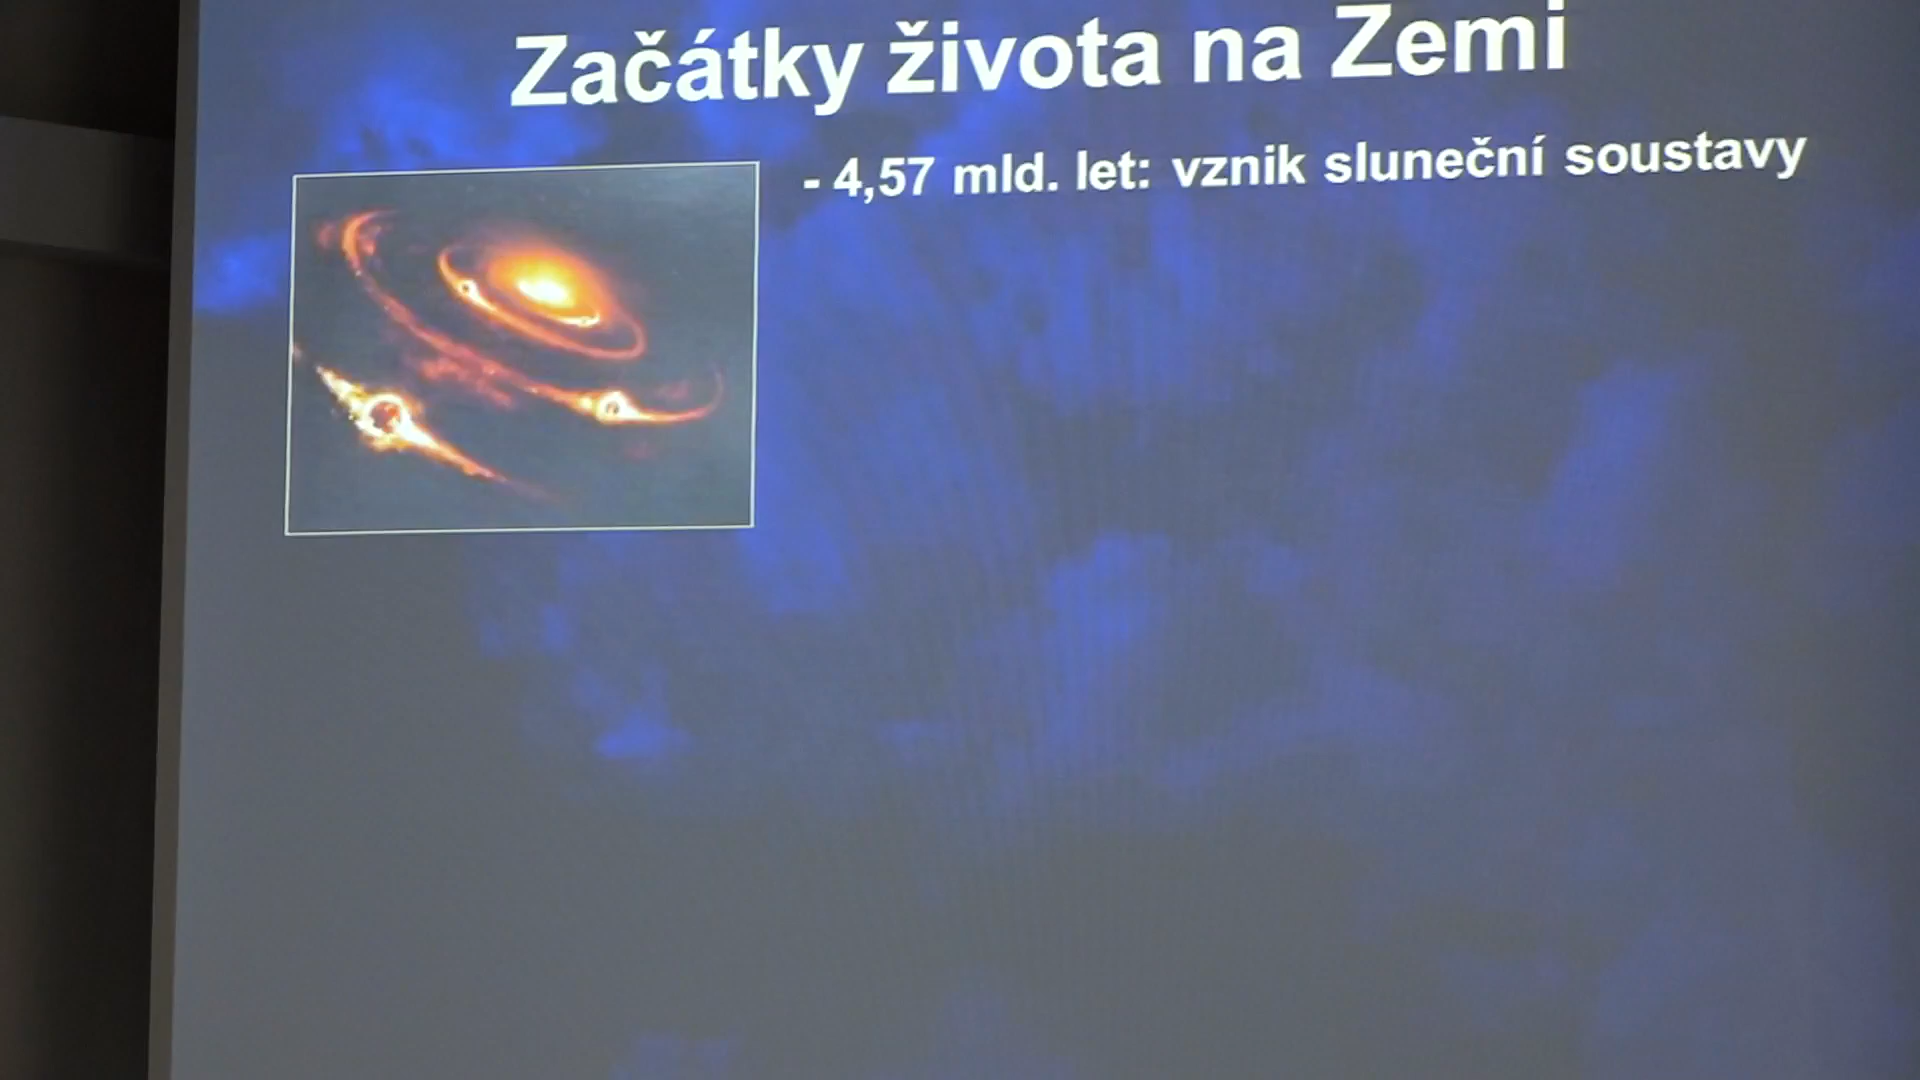 Začátky života na Zemi
- 4,57 mld. let: vznik sluneční soustavy